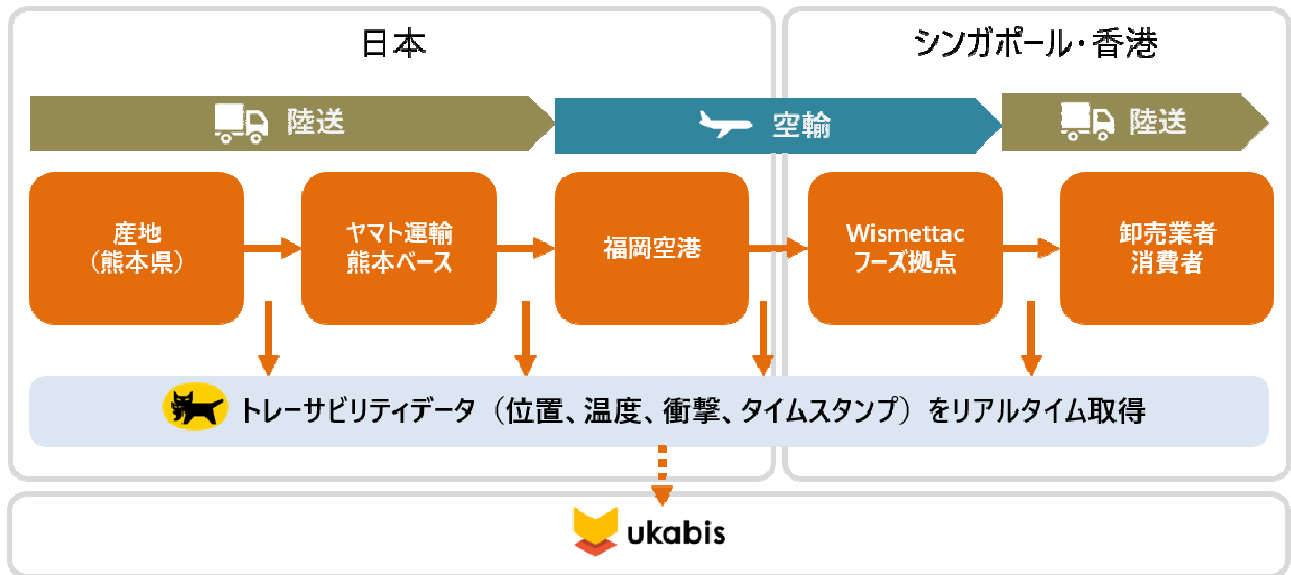 日本
シンガポール・香港
陸送
空輸
陸送
産地
（熊本県）
ヤマト運輸
熊本ベース
福岡空港
Wismettac
フーズ拠点
卸売業者
消費者
トレーサビリティデータ（位置、温度、衝撃、タイムスタンプ）をリアルタイム取得
ukabis